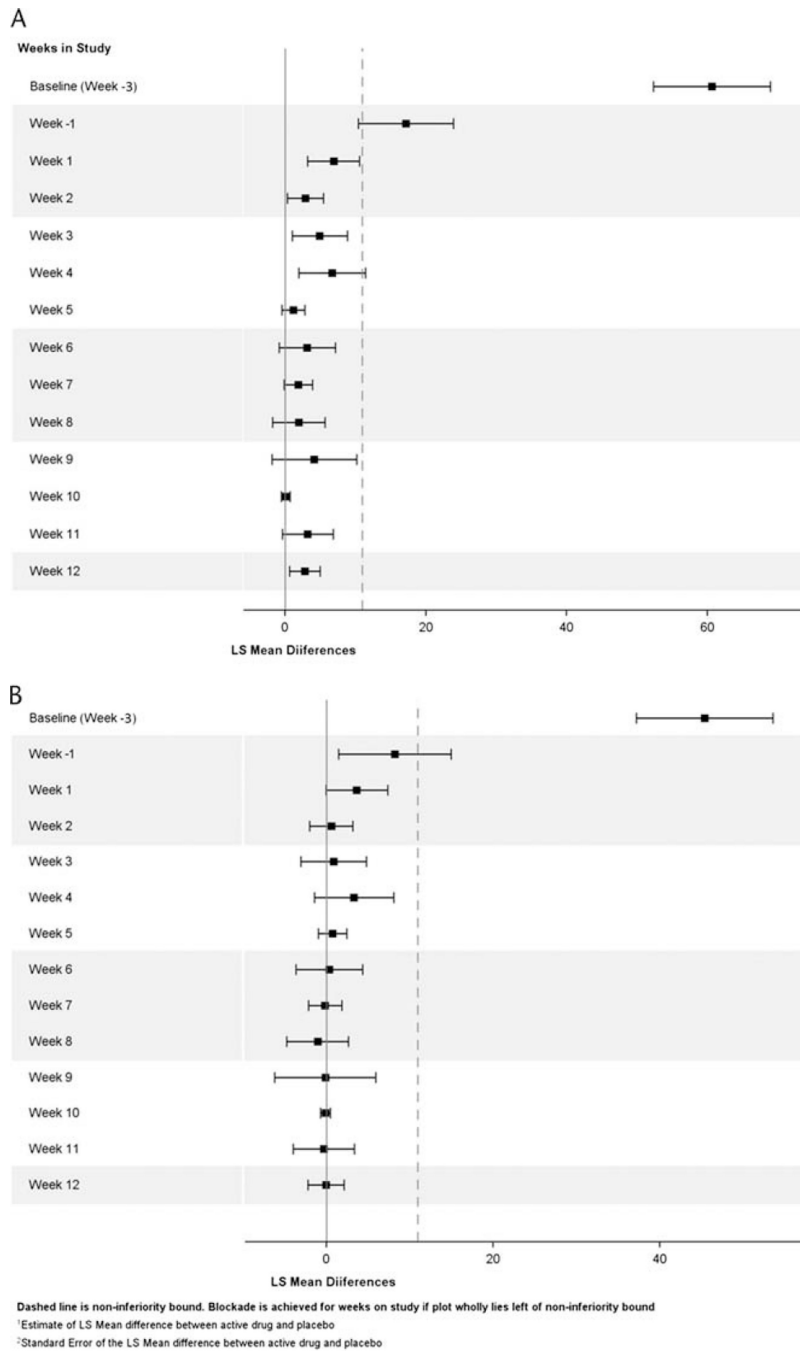 A
Weeks in Study
Baseline (Week -3)
Week -1
Week 1
Week 2
Week 3
Week 4
Week 5
Week 6
Week 7
Week 8
Week 9
Week 10
Week 11
Week 12
0 20 40 60
LS Mean Diifferences
B
Baseline (Week -3)
Week -1
Week 1
Week 2
Week 3
Week 4
Week 5
Week 6
Week 7
Week 8
Week 9
Week 10
Week 11
Week 12
0 20 40
LS Mean Diifferences
Dashed line is non-inferiority bound. Blockade is achieved for weeks on study if plot wholly lies left of non-inferiority bound
¹Estimate of LS Mean difference between active drug and placebo
²Standard Error of the LS Mean difference between active drug and placebo